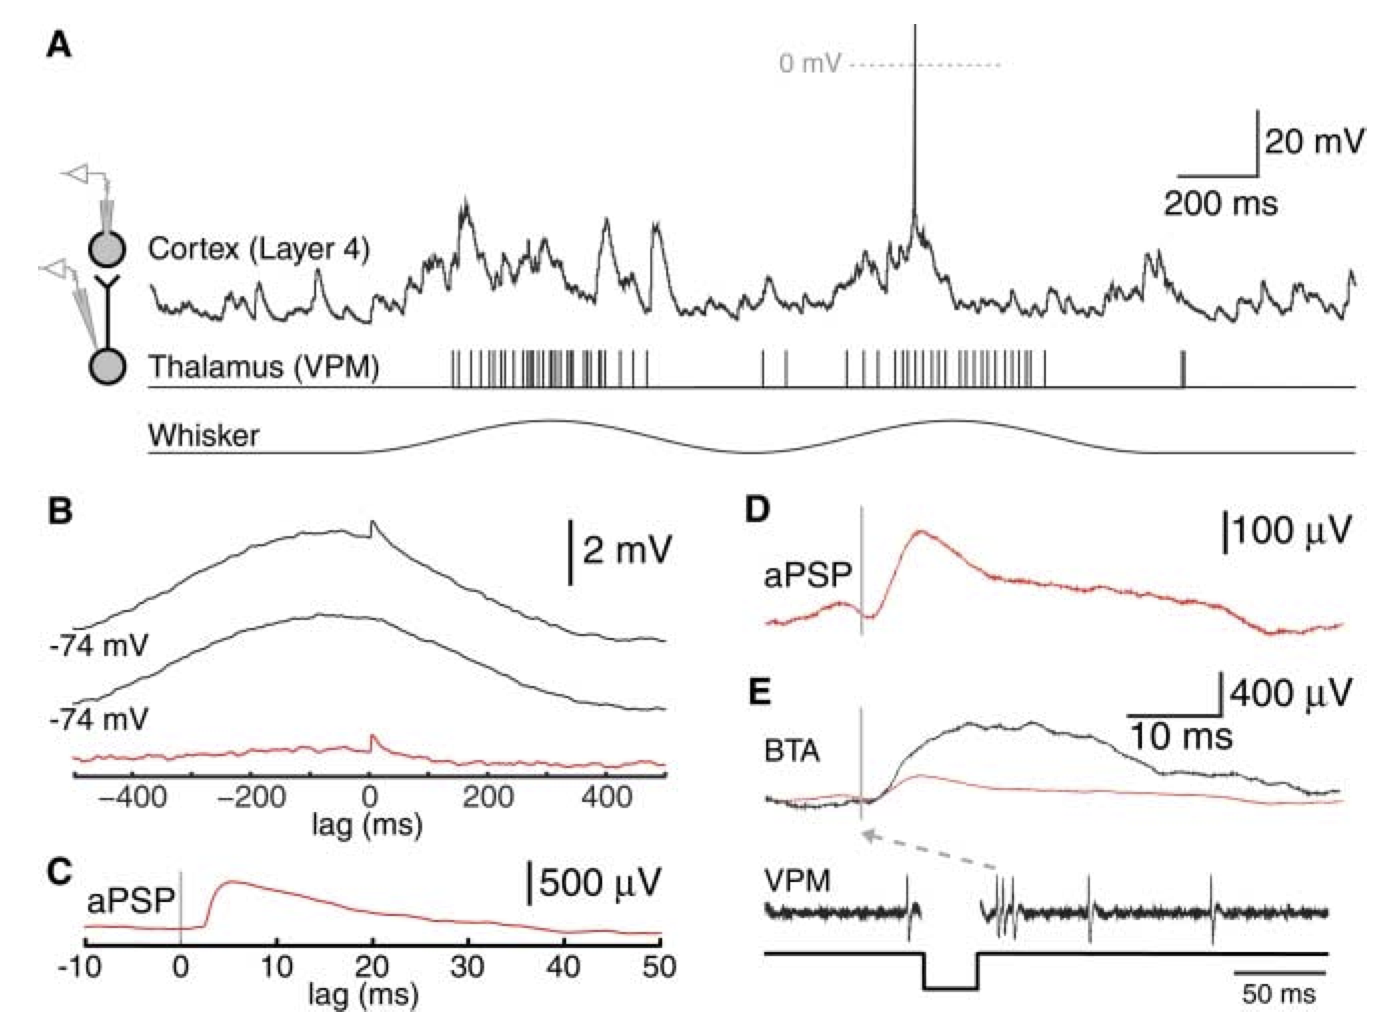 A
0 mV
20 mV
200 ms
Cortex (Layer 4)
Thalamus (VPM)
Whisker
B
2 mV
-74 mV
-74 mV
−400 −200 0 200 400
lag (ms)
C
aPSP
500 μV
-10 0 10 20 30 40 50
lag (ms)
D
aPSP
100 μV
E
400 μV
10 ms
BTA
VPM
50 ms